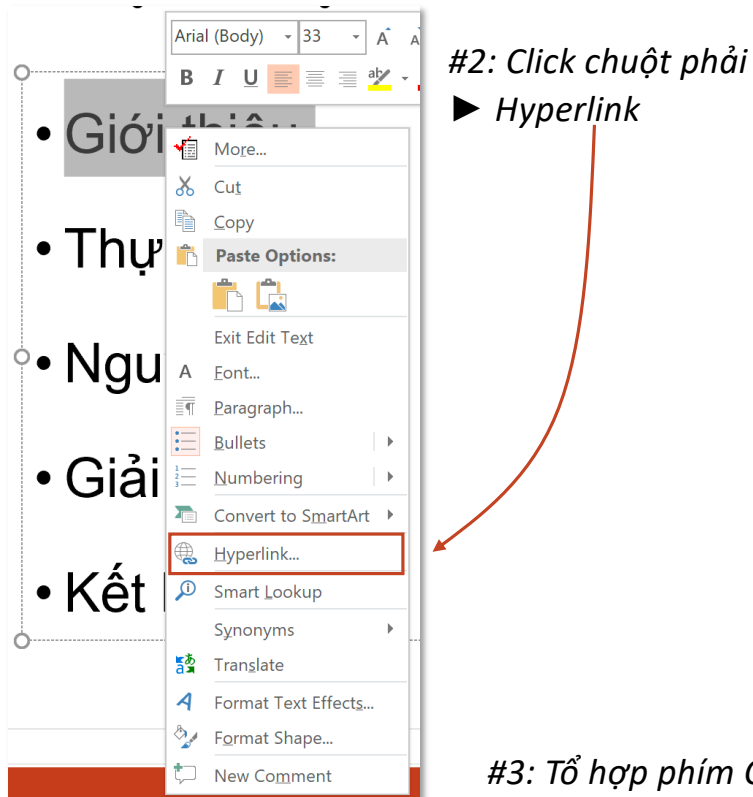 Arial (Body) 33 A A
#2: Click chuột phải
► Hyperlink
B I U aby
• Giới thiệu
More...
Cut
Copy
• Thự
Paste Options:
Exit Edit Text
• Ngu
A Font...
Paragraph...
Bullets
• Giải
Numbering
Convert to SmartArt
Hyperlink...
• Kết
Smart Lookup
Synonyms
Translate
Format Text Effects...
Format Shape...
New Comment
#3: Tổ hợp phím